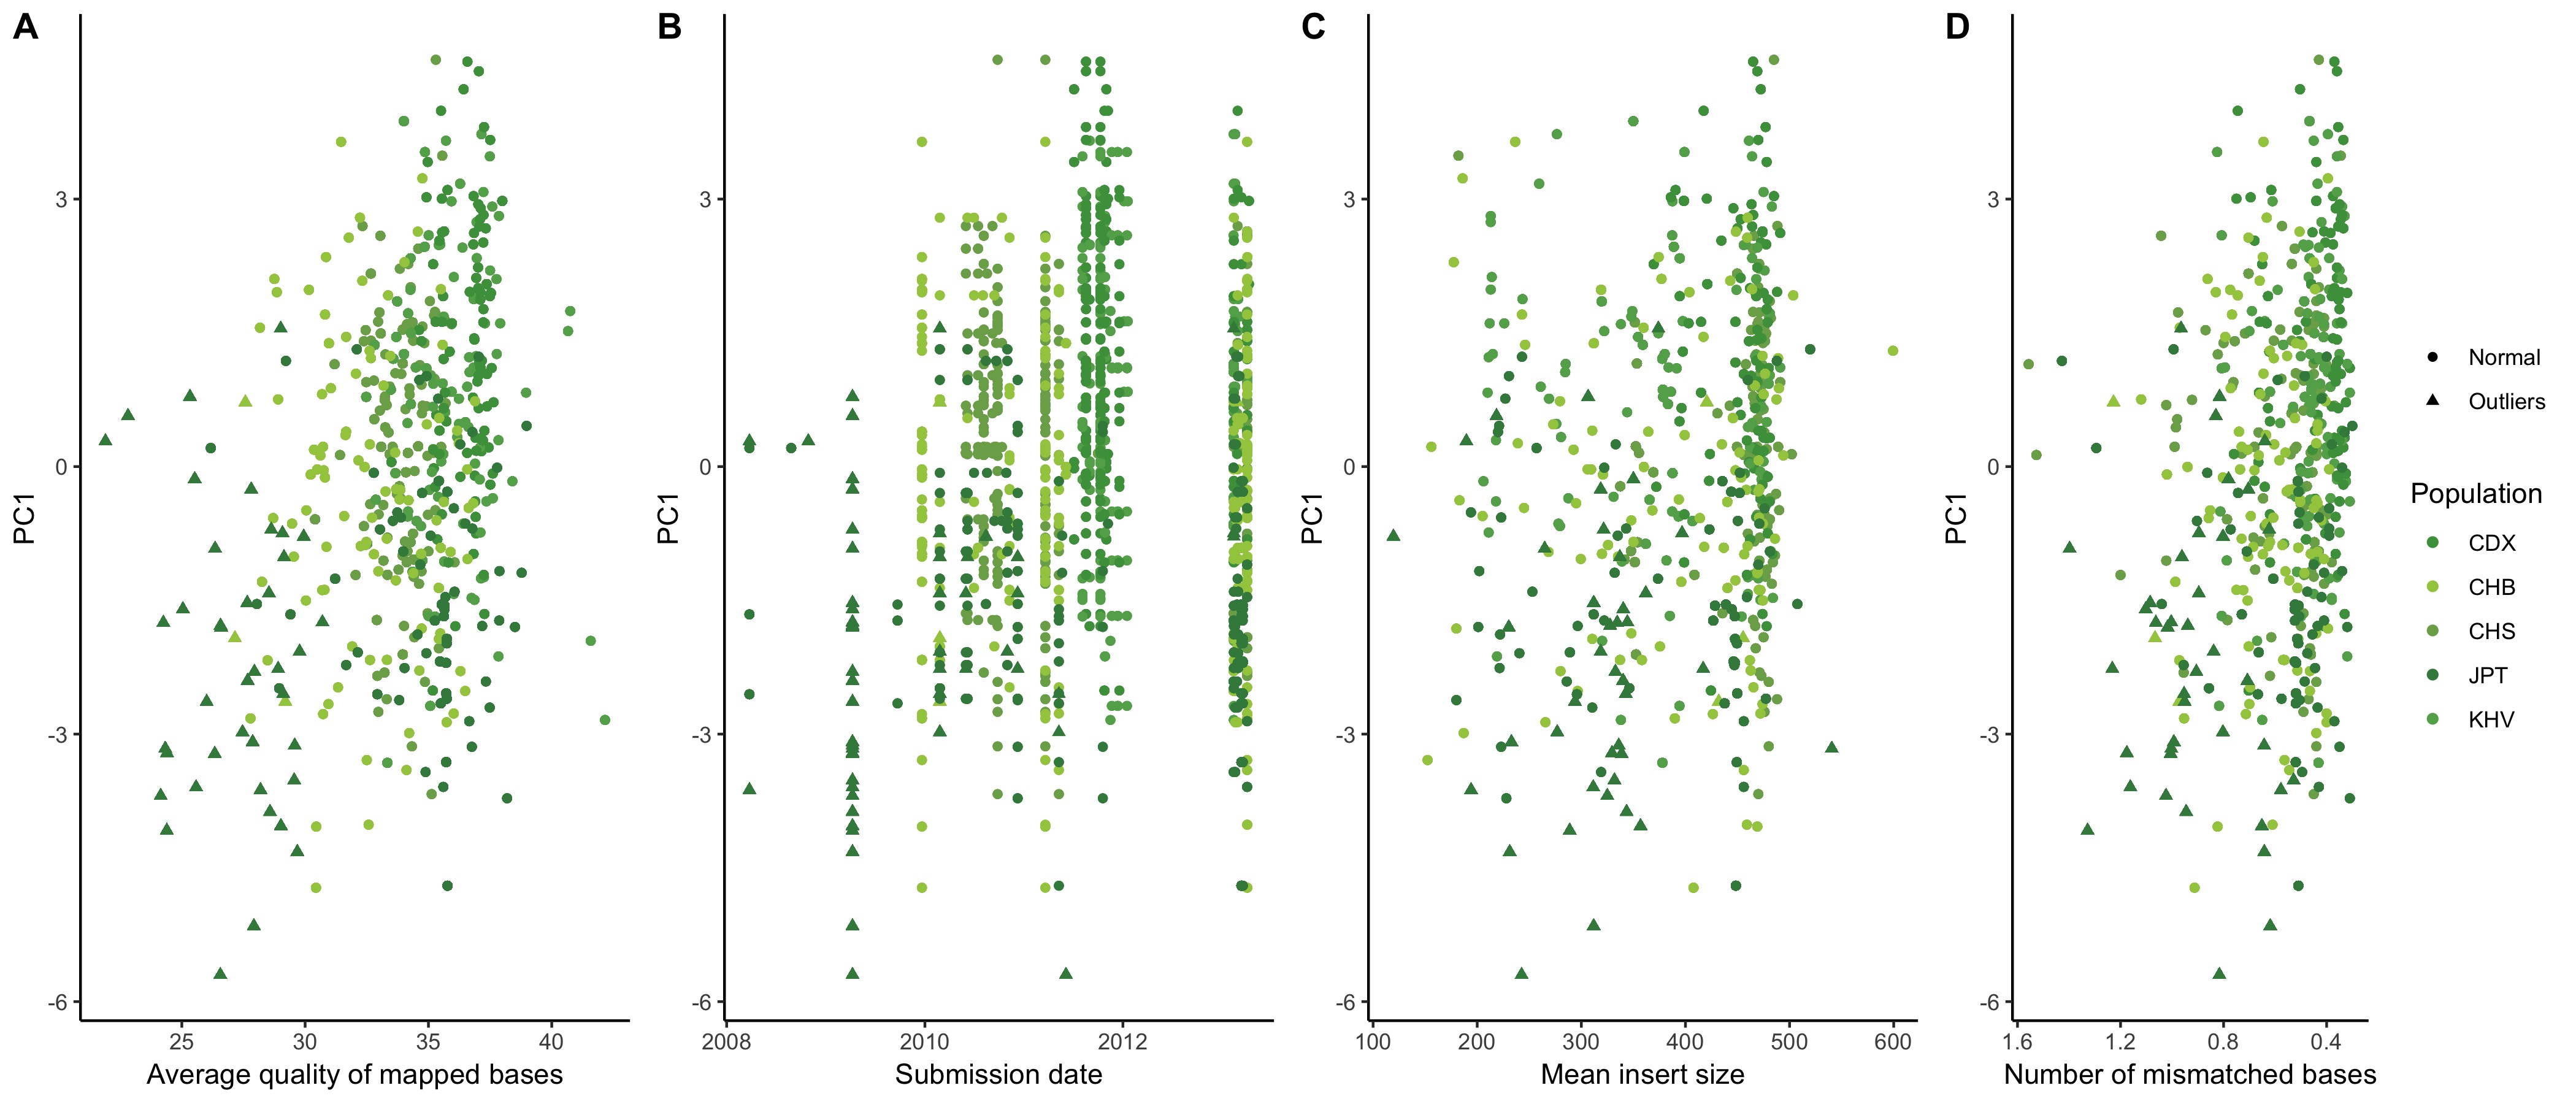 A
PC1
3
0
-3
-6
25
30
35
40
Average quality of mapped bases
B
PC1
3
0
-3
-6
2008
2010
2012
Submission date
C
PC1
3
0
-3
-6
100
200
300
400
500
600
Mean insert size
D
PC1
3
0
-3
-6
1.6
1.2
0.8
0.4
Number of mismatched bases
Normal
Outliers
Population
CDX
CHB
CHS
JPT
KHV